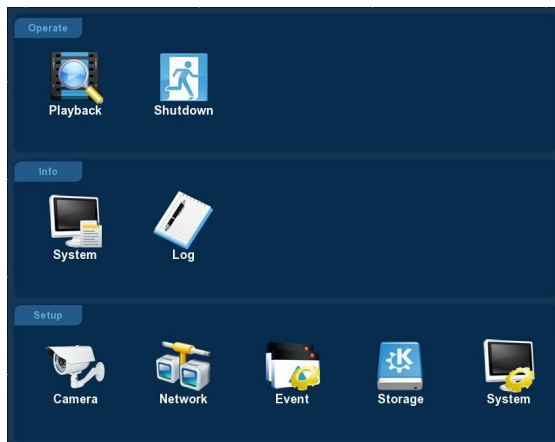 Operate
Playback Shutdown
Info
System Log
Setup
Camera Network Event Storage System